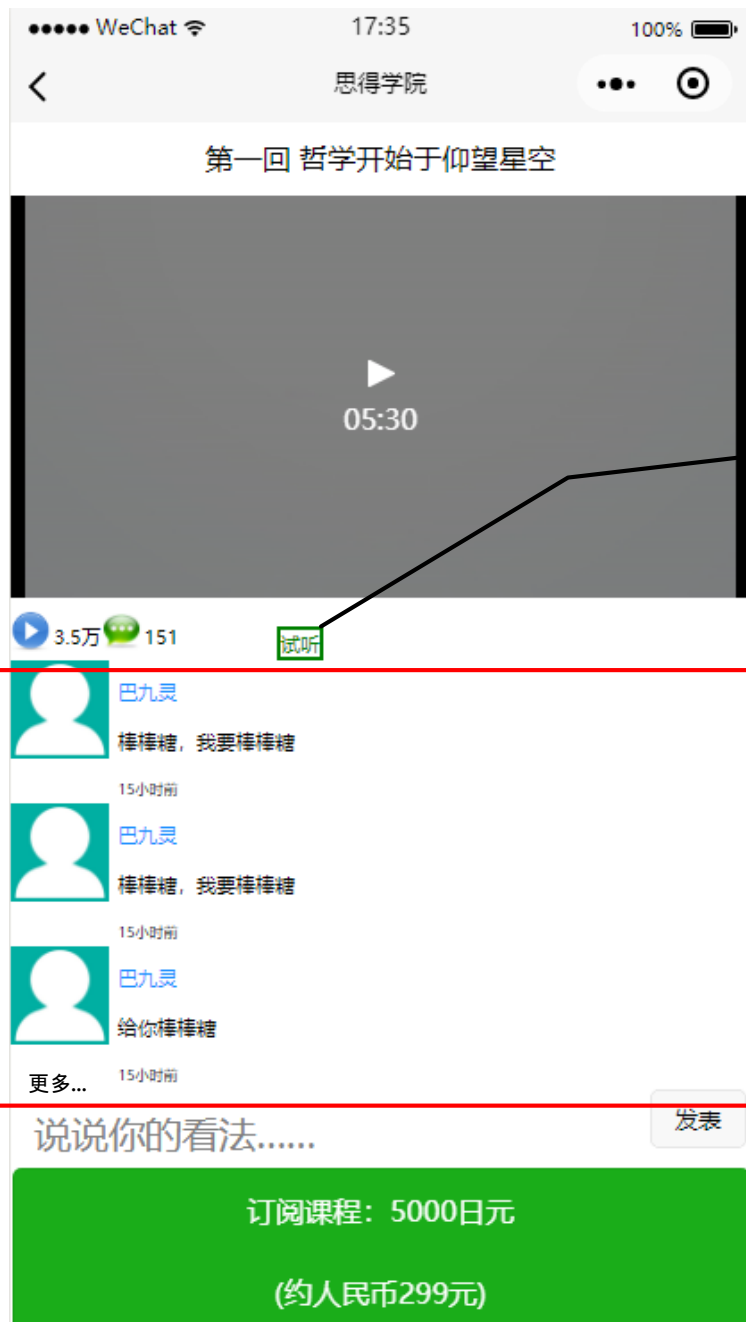 WeChat 17:35 100%
思得学院
第一回 哲学开始于仰望星空
05:30
3.5万 151 试听
巴九灵
棒棒糖，我要棒棒糖
15小时前
巴九灵
棒棒糖，我要棒棒糖
15小时前
巴九灵
给你棒棒糖
15小时前
更多...
说说你的看法…… 发表
订阅课程：5000日元
(约人民币299元)